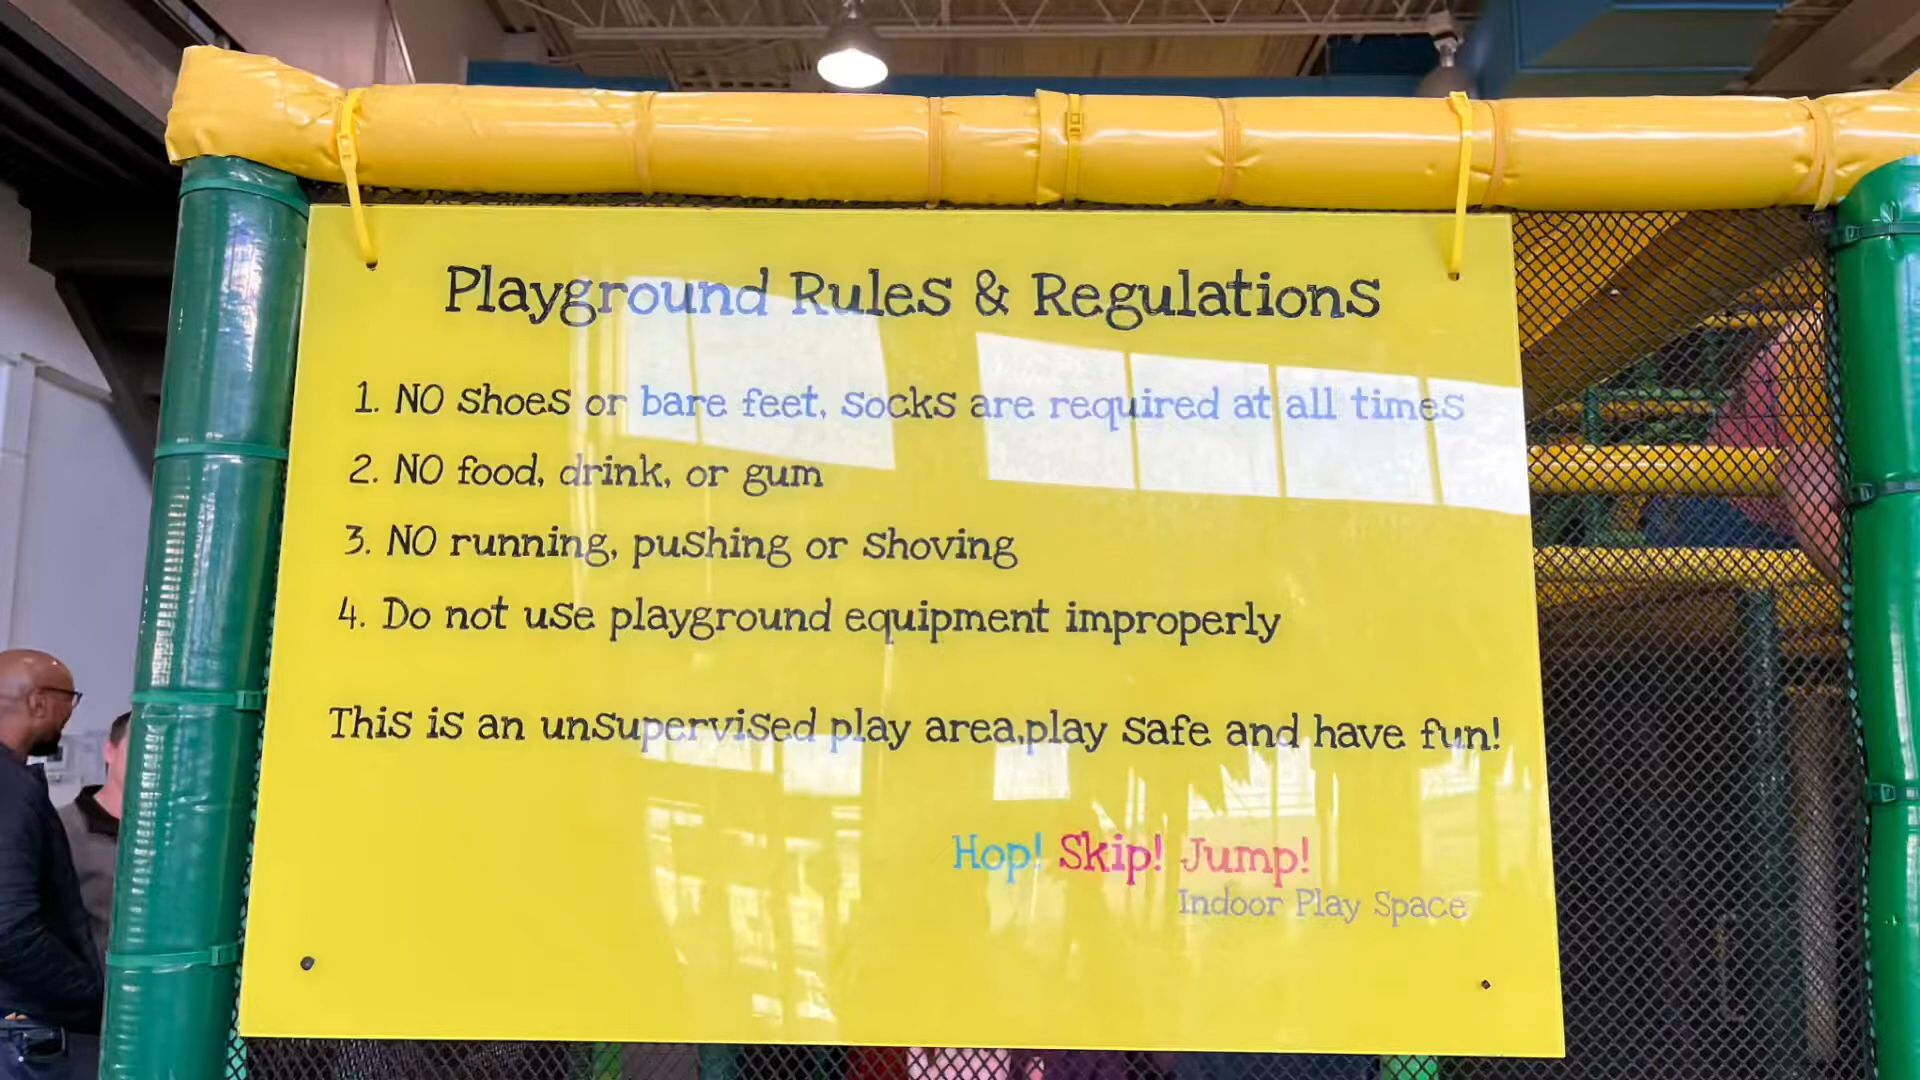 Playground Rules & Regulations
1. NO shoes or bare feet, socks are required at all times
2. NO food, drink, or gum
3. NO running, pushing or shoving
4. Do not use playground equipment improperly
This is an unsupervised play area,play safe and have fun!
Hop! Skip! Jump!
Indoor Play Space